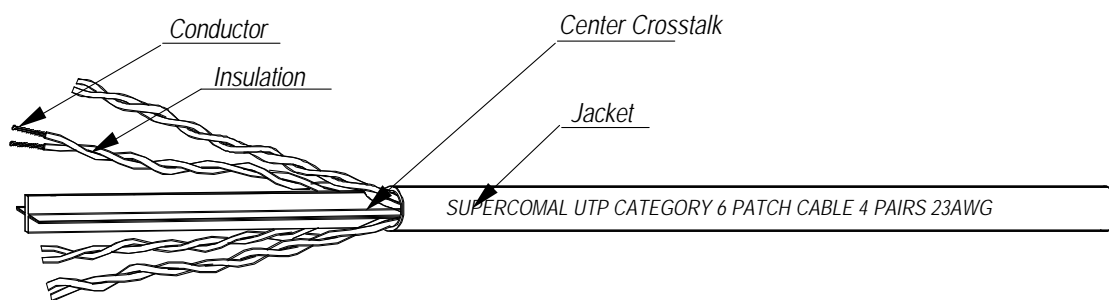 Conductor
Center Crosstalk
Insulation
Jacket
SUPERCOMAL UTP CATEGORY 6 PATCH CABLE 4 PAIRS 23AWG